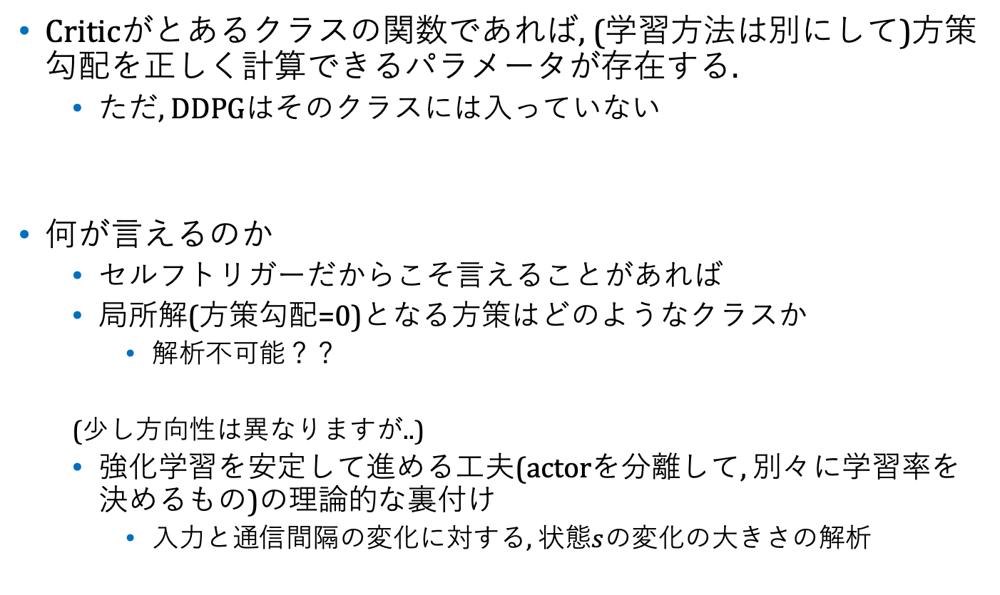 • Criticがとあるクラスの関数であれば, (学習方法は別にして)方策
勾配を正しく計算できるパラメータが存在する.
• ただ, DDPGはそのクラスには入っていない
• 何が言えるのか
• セルフトリガーだからこそ言えることがあれば
• 局所解(方策勾配=0)となる方策はどのようなクラスか
• 解析不可能？？
(少し方向性は異なりますが..)
• 強化学習を安定して進める工夫(actorを分離して, 別々に学習率を
決めるもの)の理論的な裏付け
• 入力と通信間隔の変化に対する, 状態sの変化の大きさの解析